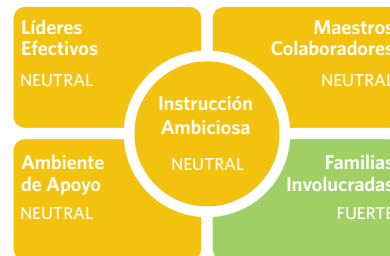 Líderes
Efectivos
NEUTRAL
Maestros
Colaboradores
NEUTRAL
Instrucción
Ambiciosa
NEUTRAL
Ambiente
de Apoyo
NEUTRAL
Familias
Involucradas
FUERTE